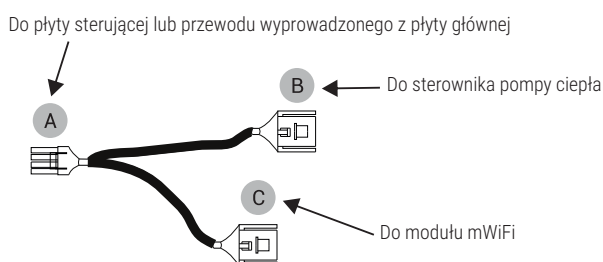 Do płyty sterującej lub przewodu wyprowadzonego z płyty głównej
B
Do sterownika pompy ciepła
A
C
Do modułu mWiFi